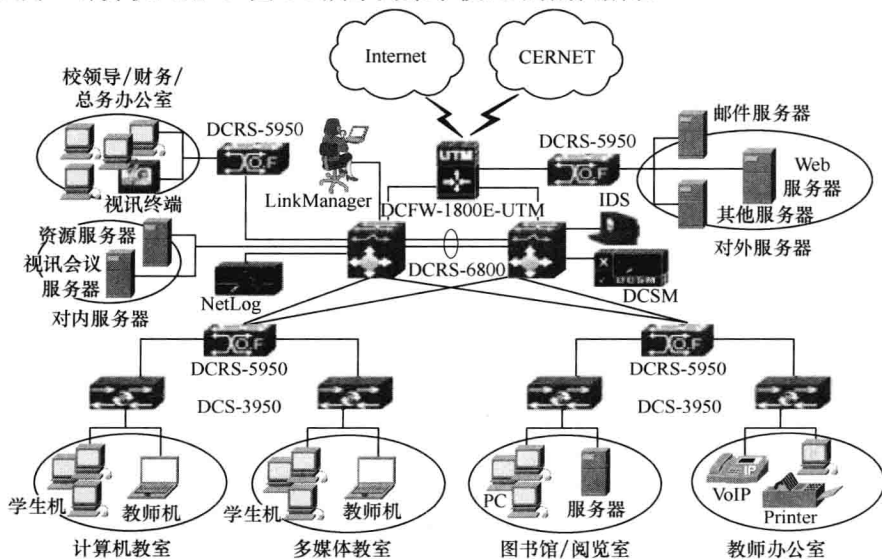 Internet
CERNET
校领导/财务/
总务办公室
DCRS-5950
视讯终端
LinkManager
UTM
DCFW-1800E-UTM
DCRS-5950
邮件服务器
Web
服务器
其他服务器
对外服务器
IDS
资源服务器
视讯会议
服务器
对内服务器
NetLog
DCRS-6800
DCSM
DCRS-5950
DCRS-5950
DCS-3950
DCS-3950
学生机
教师机
学生机
教师机
PC
服务器
IP
VoIP
Printer
计算机教室
多媒体教室
图书馆/阅览室
教师办公室